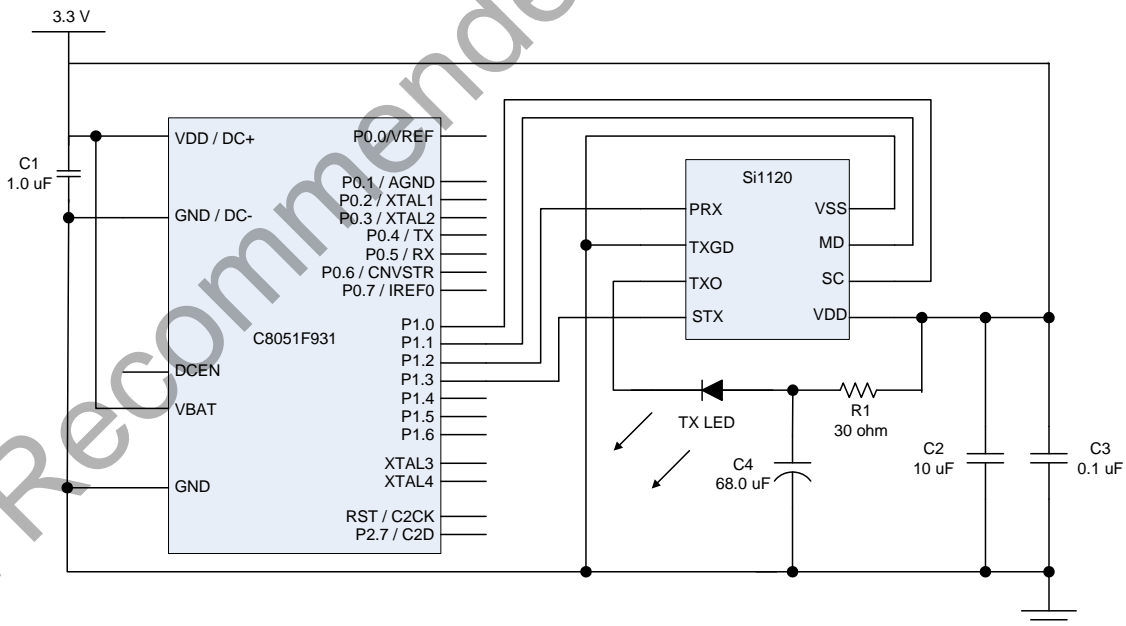 3.3 V
C1
1.0 uF
VDD / DC+
GND / DC-
DCEN
VBAT
GND
C8051F931
P0.0/VREF
P0.1 / AGND
P0.2 / XTAL1
P0.3 / XTAL2
P0.4 / TX
P0.5 / RX
P0.6 / CNVSTR
P0.7 / IREF0
P1.0
P1.1
P1.2
P1.3
P1.4
P1.5
P1.6
XTAL3
XTAL4
RST / C2CK
P2.7 / C2D
Si1120
PRX
TXGD
TXO
STX
VSS
MD
SC
VDD
TX LED
R1
30 ohm
C4
68.0 uF
C2
10 uF
C3
0.1 uF